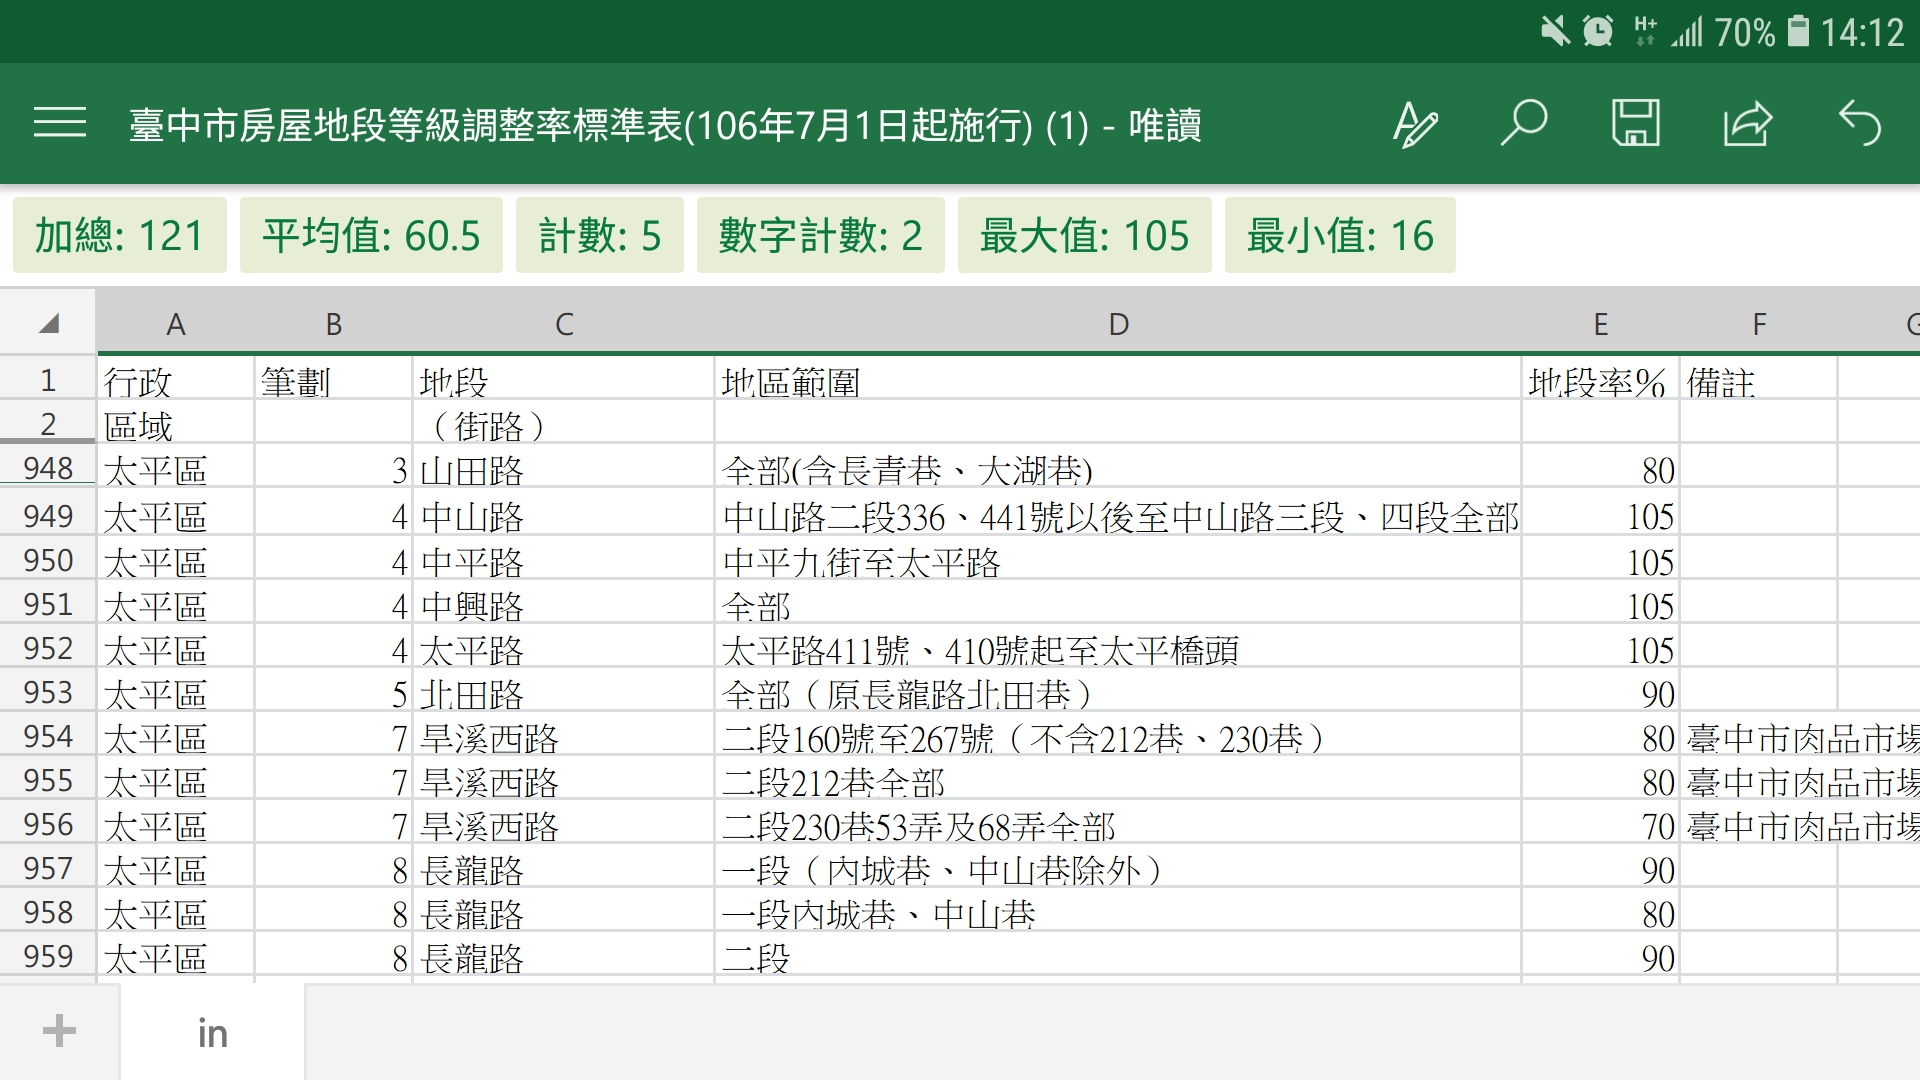 H+ 70% 14:12
臺中市房屋地段等級調整率標準表(106年7月1日起施行) (1) - 唯讀
加總: 121 平均值: 60.5 計數: 5 數字計數: 2 最大值: 105 最小值: 16
A B C D E F G
1 行政 筆劃 地段 地區範圍 地段率% 備註
2 區域 （街路）
948 太平區 3 山田路 全部(含長青巷、大湖巷) 80
949 太平區 4 中山路 中山路二段336、441號以後至中山路三段、四段全部 105
950 太平區 4 中平路 中平九街至太平路 105
951 太平區 4 中興路 全部 105
952 太平區 4 太平路 太平路411號、410號起至太平橋頭 105
953 太平區 5 北田路 全部（原長龍路北田巷） 90
954 太平區 7 旱溪西路 二段160號至267號（不含212巷、230巷） 80 臺中市肉品市場
955 太平區 7 旱溪西路 二段212巷全部 80 臺中市肉品市場
956 太平區 7 旱溪西路 二段230巷53弄及68弄全部 70 臺中市肉品市場
957 太平區 8 長龍路 一段（內城巷、中山巷除外） 90
958 太平區 8 長龍路 一段內城巷、中山巷 80
959 太平區 8 長龍路 二段 90
+ in